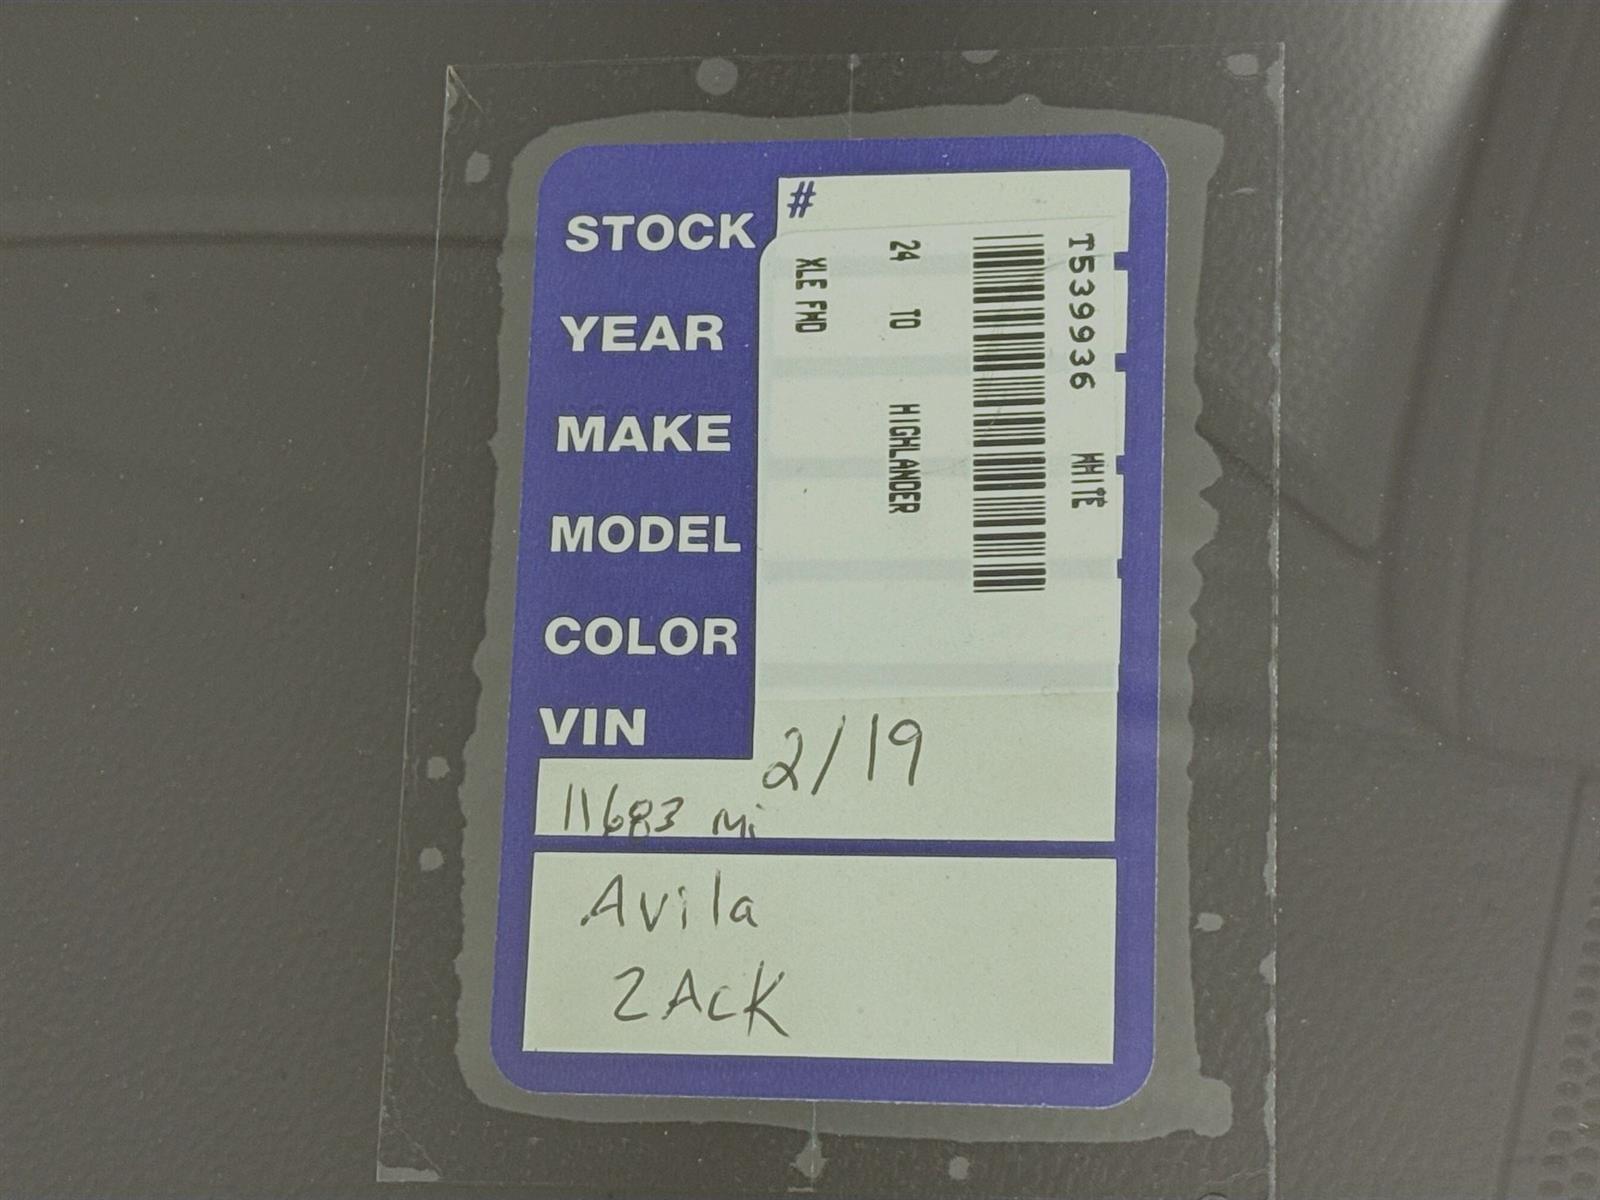 STOCK #
YEAR
MAKE
MODEL
COLOR
VIN
T539936 WHITE
24 TO HIGHLANDER
XLE FWD
2/19
11683 mi
Avila
ZACK